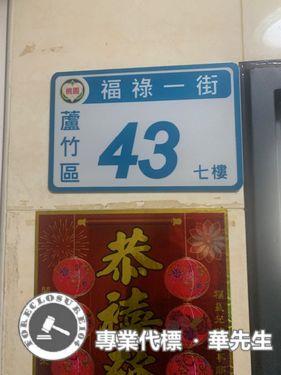 桃園
福祿一街
蘆竹區
43
七樓
恭
禧
FORECLOSURE
專業代標 · 華先生